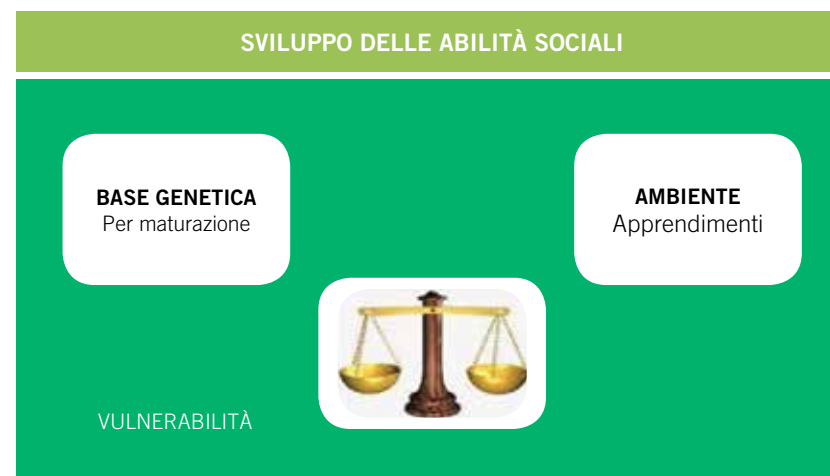 SVILUPPO DELLE ABILITÀ SOCIALI
BASE GENETICA
Per maturazione
AMBIENTE
Apprendimenti
VULNERABILITÀ